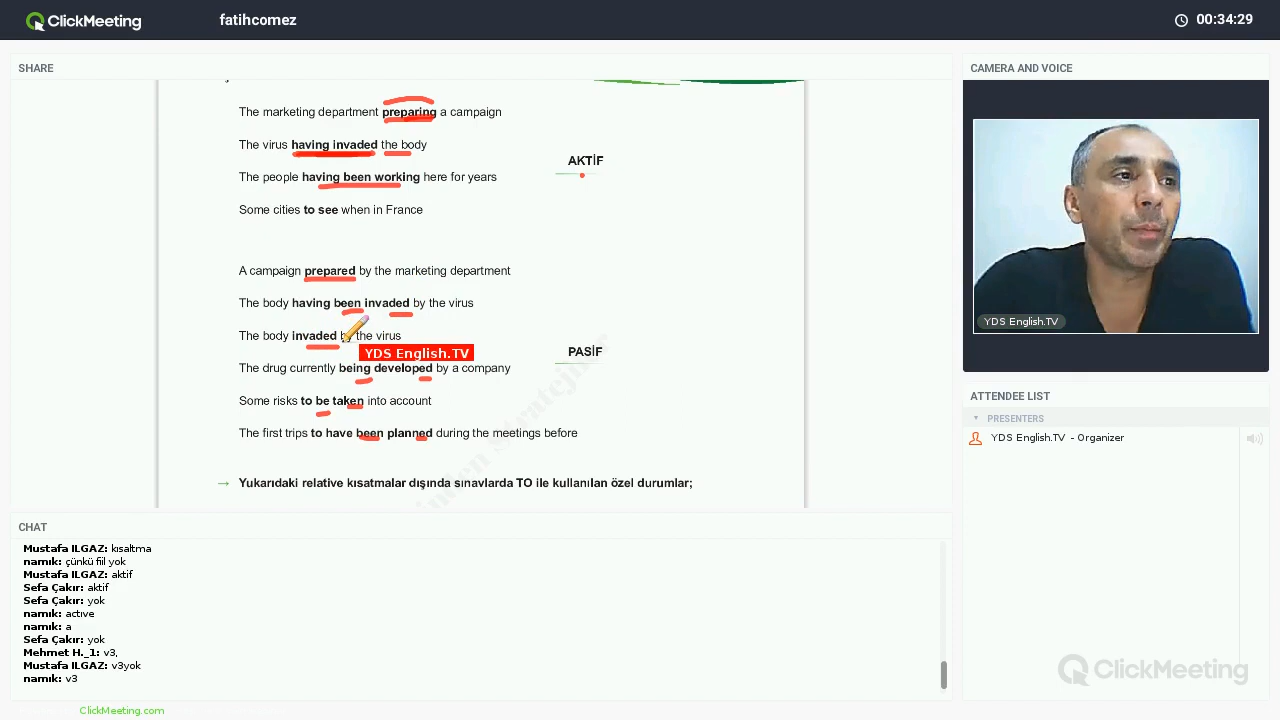 ClickMeeting
fatihcomez
00:34:29
SHARE
The marketing department preparing a campaign
The virus having invaded the body
AKTİF
The people having been working here for years
Some cities to see when in France
A campaign prepared by the marketing department
The body having been invaded by the virus
The body invaded by the virus
YDS English.TV
PASİF
The drug currently being developed by a company
Some risks to be taken into account
The first trips to have been planned during the meetings before
→ Yukarıdaki relative kısatmalar dışında sınavlarda TO ile kullanılan özel durumlar;
CAMERA AND VOICE
YDS English.TV
ATTENDEE LIST
PRESENTERS
YDS English.TV - Organizer
CHAT
Mustafa ILGAZ: kısaltma
namık: çünkü fiil yok
Mustafa ILGAZ: aktif
Sefa Çakır: aktif
Sefa Çakır: yok
namık: actıve
namık: a
Sefa Çakır: yok
Mehmet H._1: v3,
Mustafa ILGAZ: v3yok
namık: v3
ClickMeeting
ClickMeeting.com